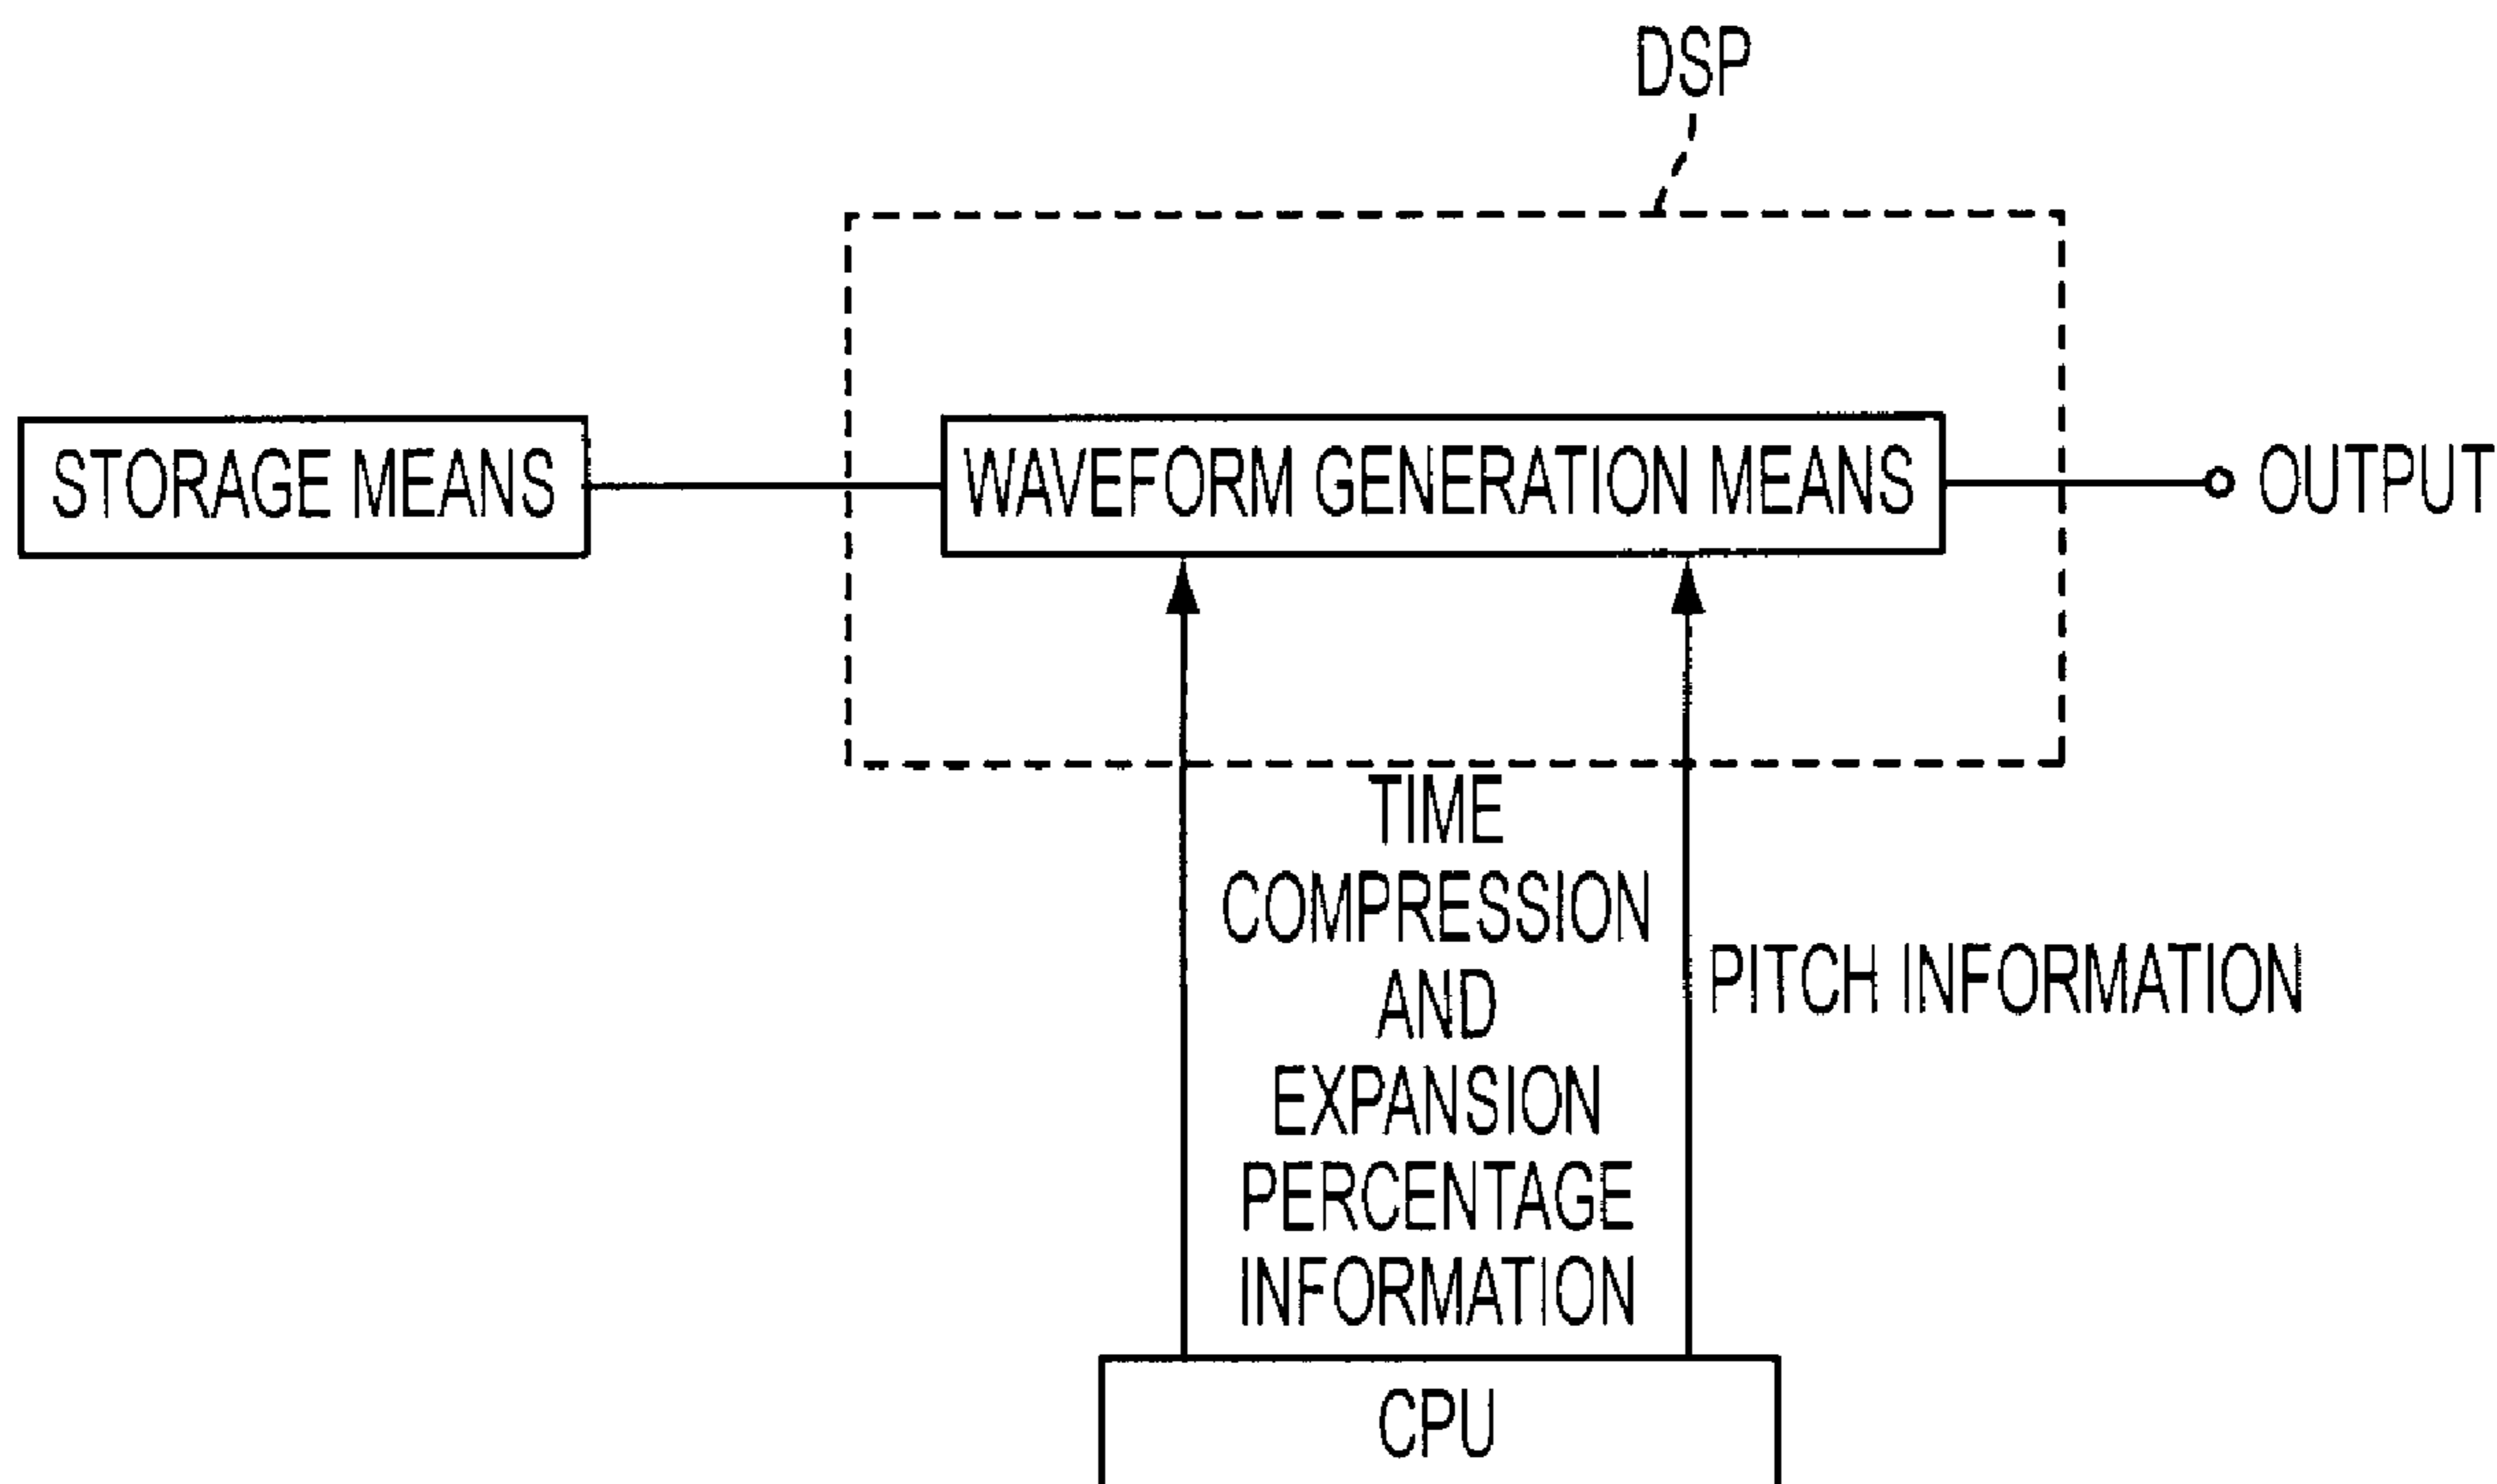 DSP
STORAGE MEANS
WAVEFORM GENERATION MEANS
OUTPUT
TIME
COMPRESSION
AND
EXPANSION
PERCENTAGE
INFORMATION
PITCH INFORMATION
CPU